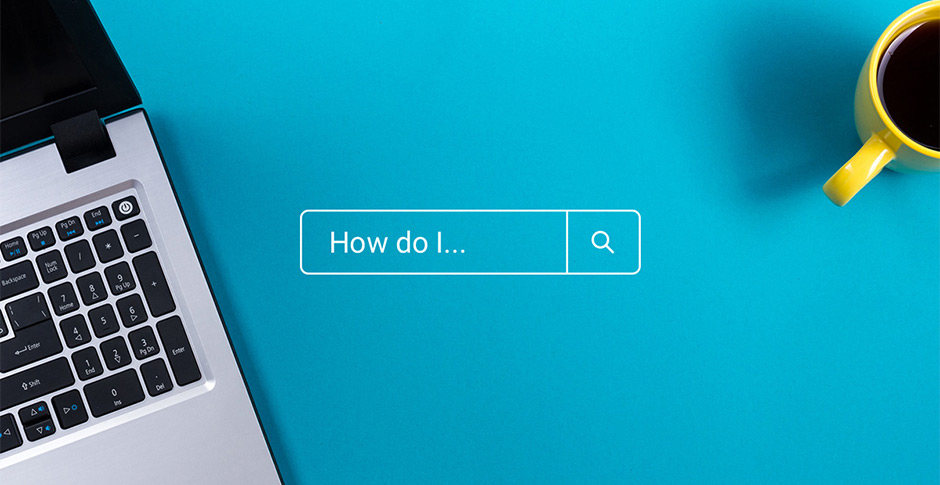 How do I...
Home
Pg Up
Pg Dn
End
Backspace
Num
Lock
/
*
−
7
Home
8
9
Pg Up
+
4
5
6
Enter
1
End
2
3
Pg Dn
Enter
Shift
0
Ins
.
Del